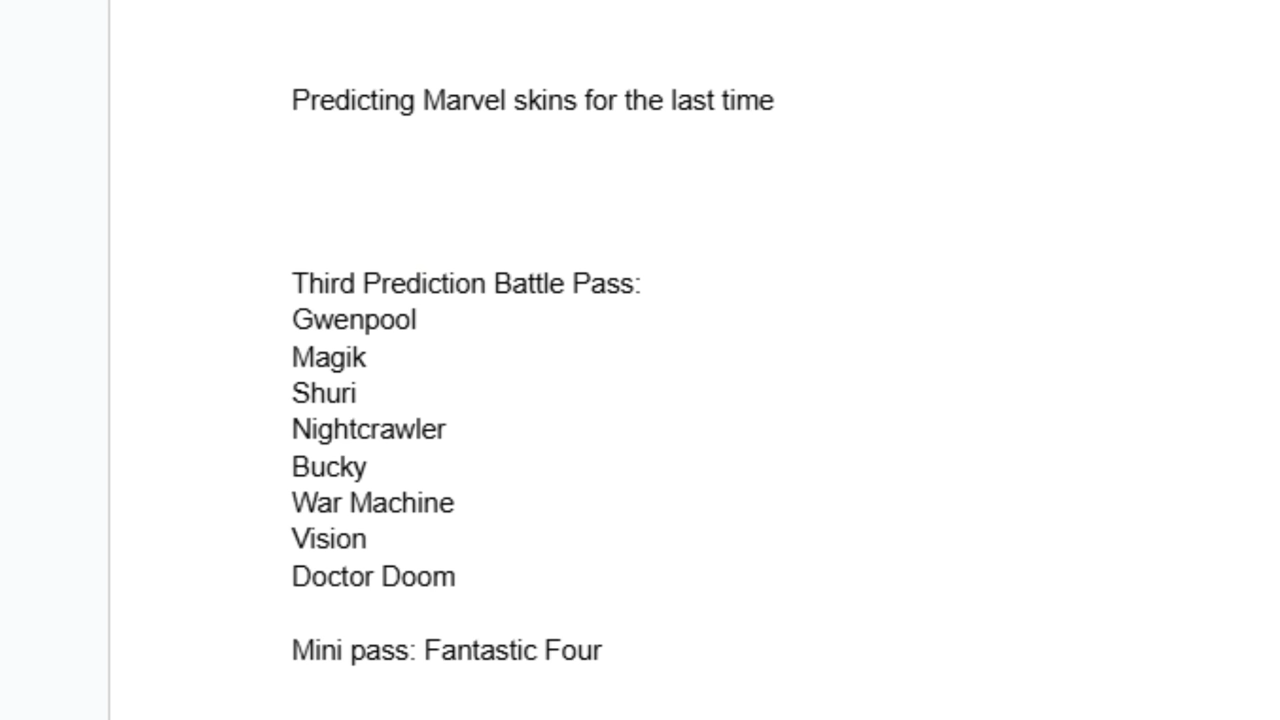 Predicting Marvel skins for the last time
Third Prediction Battle Pass:
Gwenpool
Magik
Shuri
Nightcrawler
Bucky
War Machine
Vision
Doctor Doom
Mini pass: Fantastic Four